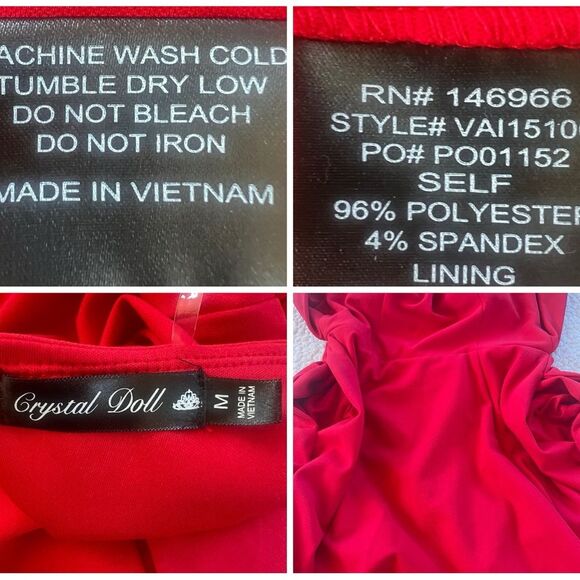 ACHINE WASH COLD
TUMBLE DRY LOW
DO NOT BLEACH
DO NOT IRON
MADE IN VIETNAM
RN# 146966
STYLE# VAI1510
PO# PO01152
SELF
96% POLYESTER
4% SPANDEX
LINING
Crystal Doll
M
MADE IN
VIETNAM